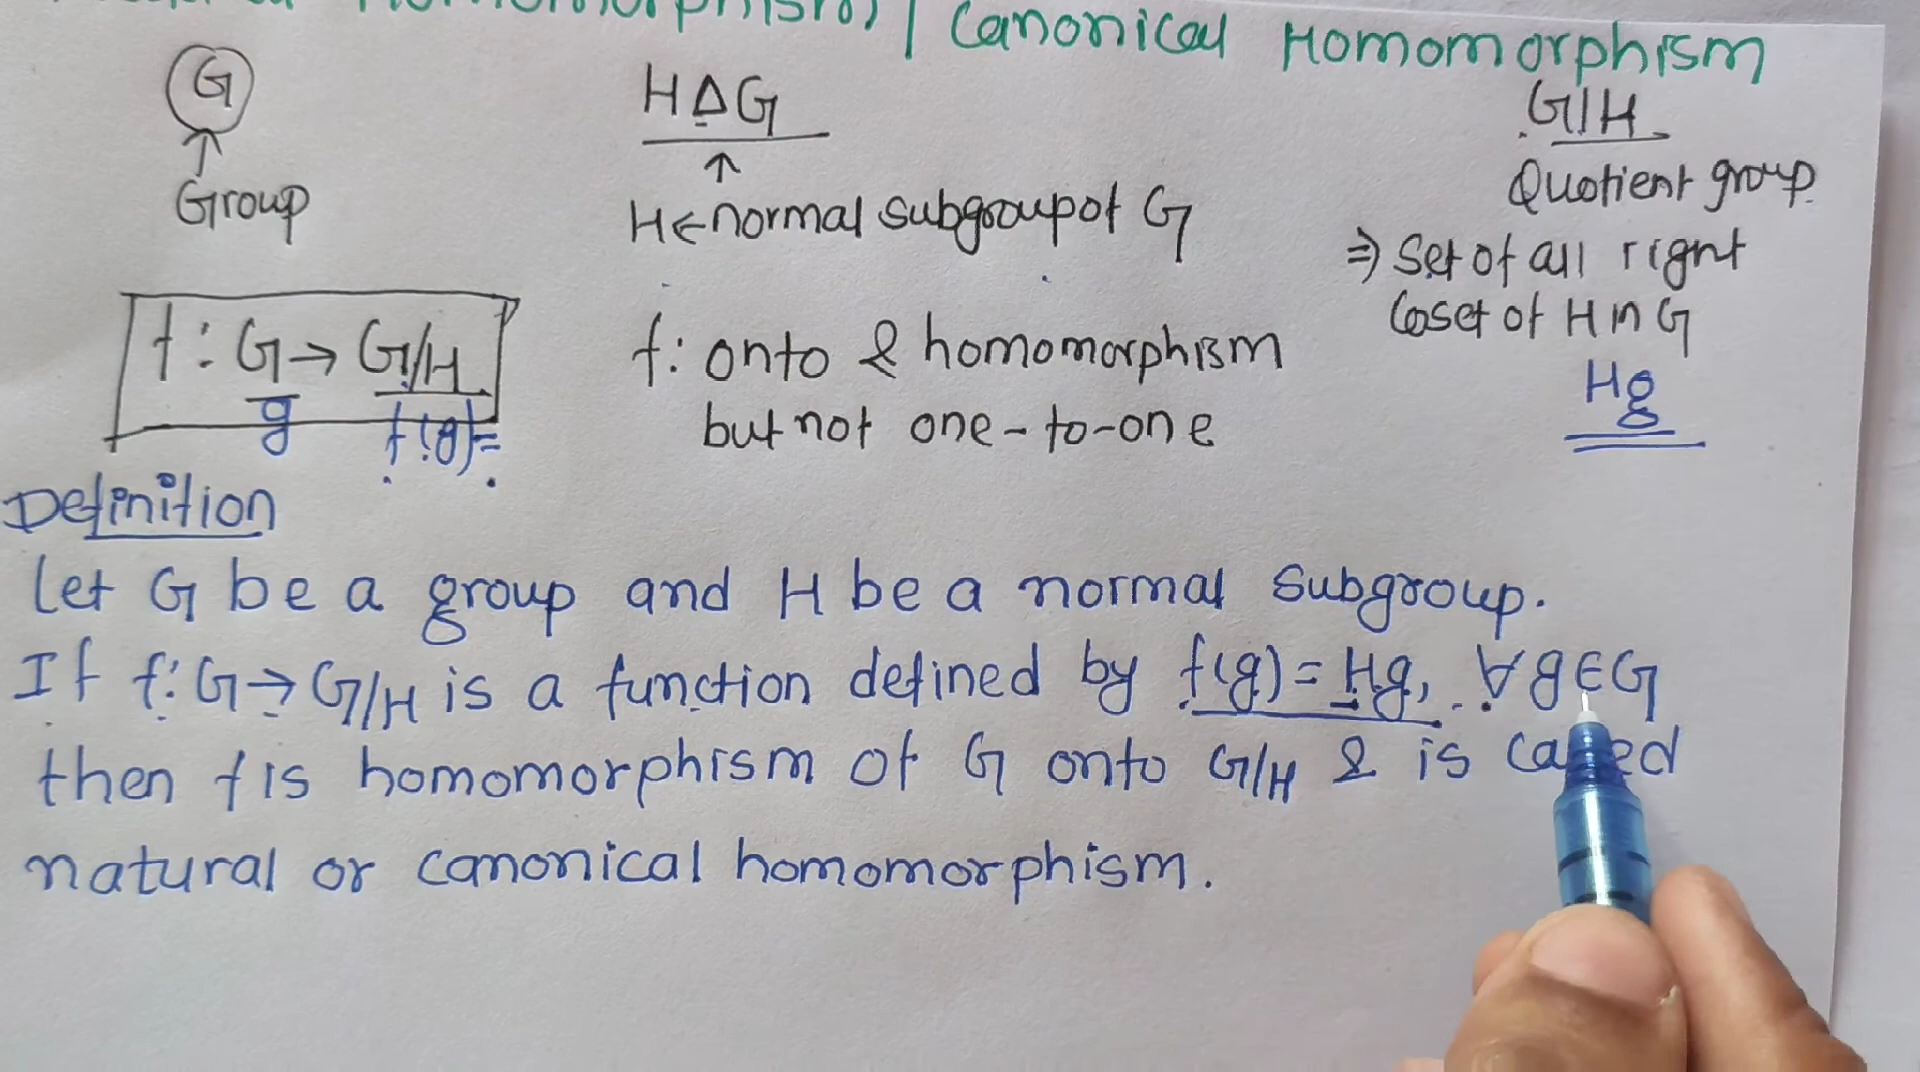 Homomorphism / Canonical Homomorphism
G
Group
H Δ G
H ← normal subgroup of G
G/H
Quotient group
⇒ Set of all right
Coset of H in G
Hg
f : G → G/H
g f(g)=
f: onto & homomorphism
but not one-to-one
Definition
Let G be a group and H be a normal subgroup.
If f: G → G/H is a function defined by f(g) = Hg, ∀ g ∈ G
then f is homomorphism of G onto G/H & is called
natural or canonical homomorphism.